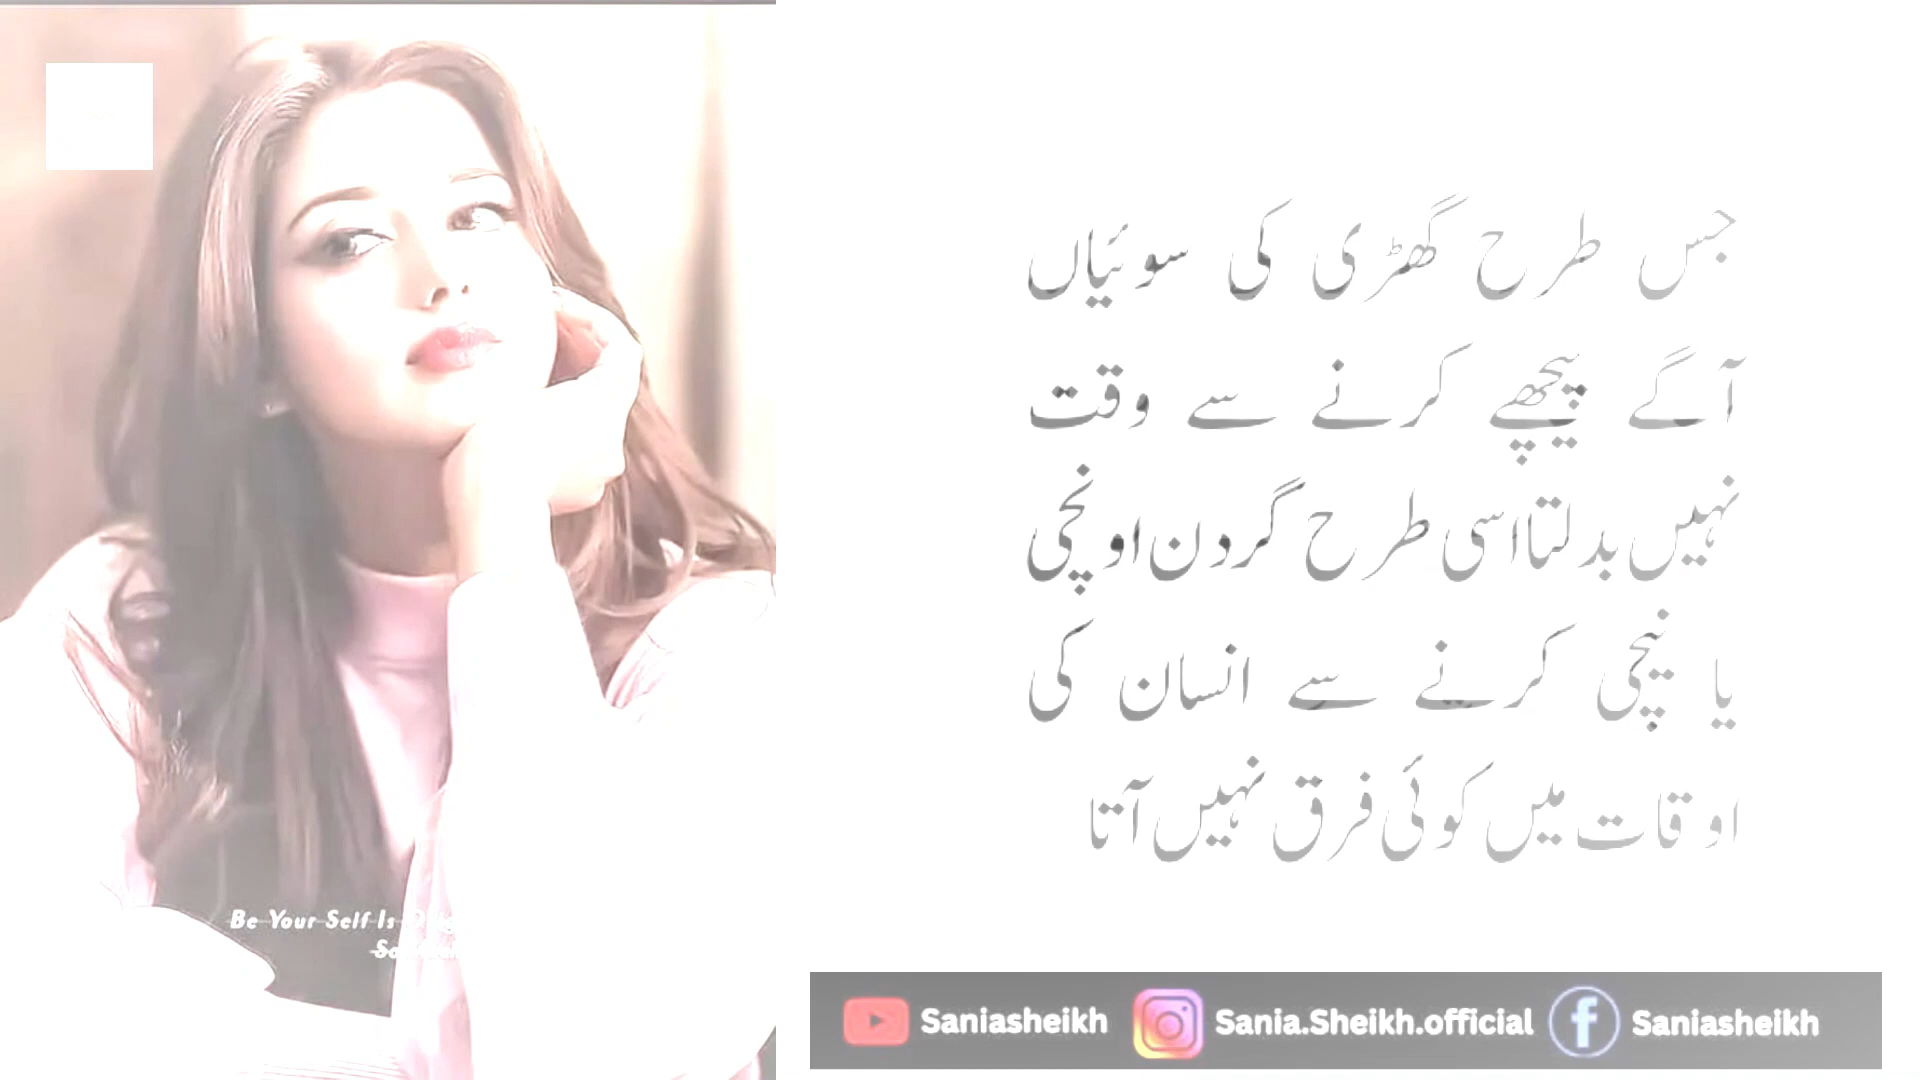 جس طرح گھڑی کی سوئیاں
آگے پیچھے کرنے سے وقت
نہیں بدلتا اسی طرح گردن اونچی
یا نیچی کرنے سے انسان کی
اوقات میں کوئی فرق نہیں آتا
Be Your Self Is
Saniasheikh Sania.Sheikh.official Saniasheikh